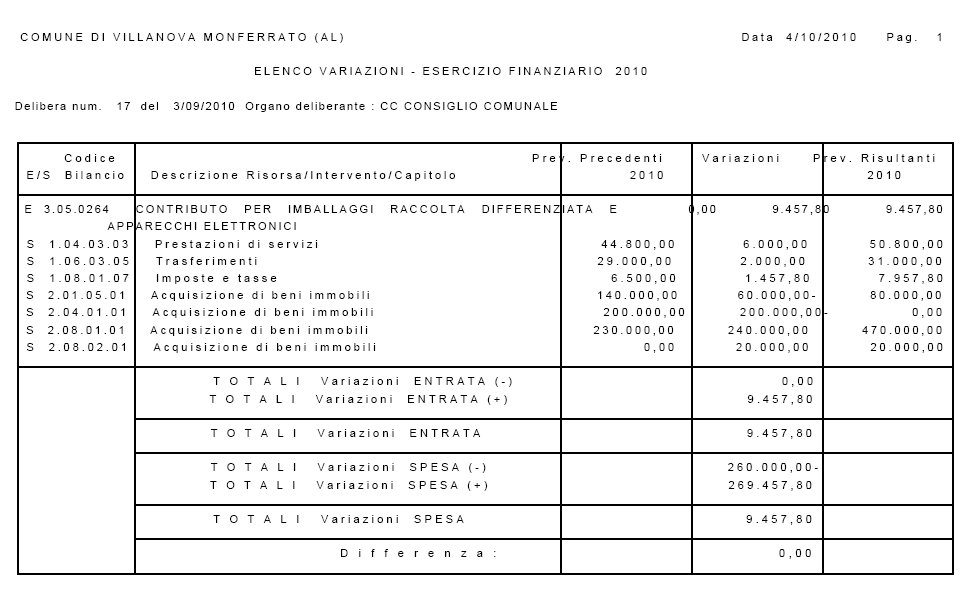 COMUNE DI VILLANOVA MONFERRATO (AL) Data 4/10/2010 Pag. 1
ELENCO VARIAZIONI - ESERCIZIO FINANZIARIO 2010
Delibera num. 17 del 3/09/2010 Organo deliberante : CC CONSIGLIO COMUNALE
Codice Prev. Precedenti Variazioni Prev. Risultanti
E/S Bilancio Descrizione Risorsa/Intervento/Capitolo 2010 2010
E 3.05.0264 CONTRIBUTO PER IMBALLAGGI RACCOLTA DIFFERENZIATA E 0,00 9.457,80 9.457,80
APPARECCHI ELETTRONICI
S 1.04.03.03 Prestazioni di servizi 44.800,00 6.000,00 50.800,00
S 1.06.03.05 Trasferimenti 29.000,00 2.000,00 31.000,00
S 1.08.01.07 Imposte e tasse 6.500,00 1.457,80 7.957,80
S 2.01.05.01 Acquisizione di beni immobili 140.000,00 60.000,00- 80.000,00
S 2.04.01.01 Acquisizione di beni immobili 200.000,00 200.000,00- 0,00
S 2.08.01.01 Acquisizione di beni immobili 230.000,00 240.000,00 470.000,00
S 2.08.02.01 Acquisizione di beni immobili 0,00 20.000,00 20.000,00
T O T A L I Variazioni ENTRATA (-) 0,00
T O T A L I Variazioni ENTRATA (+) 9.457,80
T O T A L I Variazioni ENTRATA 9.457,80
T O T A L I Variazioni SPESA (-) 260.000,00-
T O T A L I Variazioni SPESA (+) 269.457,80
T O T A L I Variazioni SPESA 9.457,80
D i f f e r e n z a : 0,00